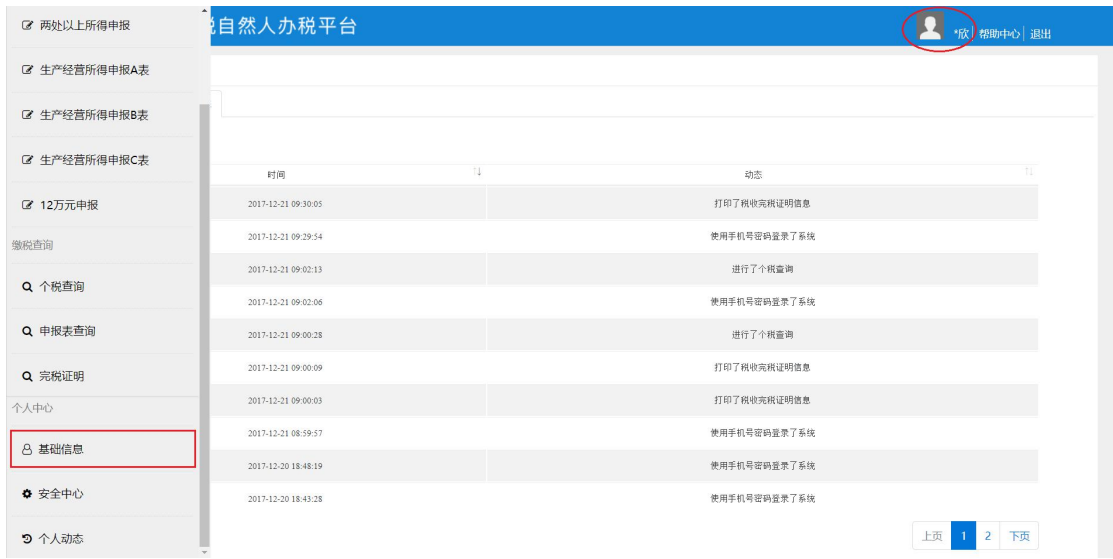 两处以上所得申报
自然人办税平台
*欣 帮助中心 退出
生产经营所得申报A表
生产经营所得申报B表
生产经营所得申报C表
时间 动态
12万元申报
2017-12-21 09:30:05 打印了税收完税证明信息
缴税查询
2017-12-21 09:29:54 使用手机号密码登录了系统
2017-12-21 09:02:13 进行了个税查询
个税查询
2017-12-21 09:02:06 使用手机号密码登录了系统
申报表查询
2017-12-21 09:00:28 进行了个税查询
完税证明
2017-12-21 09:00:09 打印了税收完税证明信息
个人中心
2017-12-21 09:00:03 打印了税收完税证明信息
基础信息
2017-12-21 08:59:57 使用手机号密码登录了系统
2017-12-20 18:48:19 使用手机号密码登录了系统
安全中心
2017-12-20 18:43:28 使用手机号密码登录了系统
个人动态
上页 1 2 下页